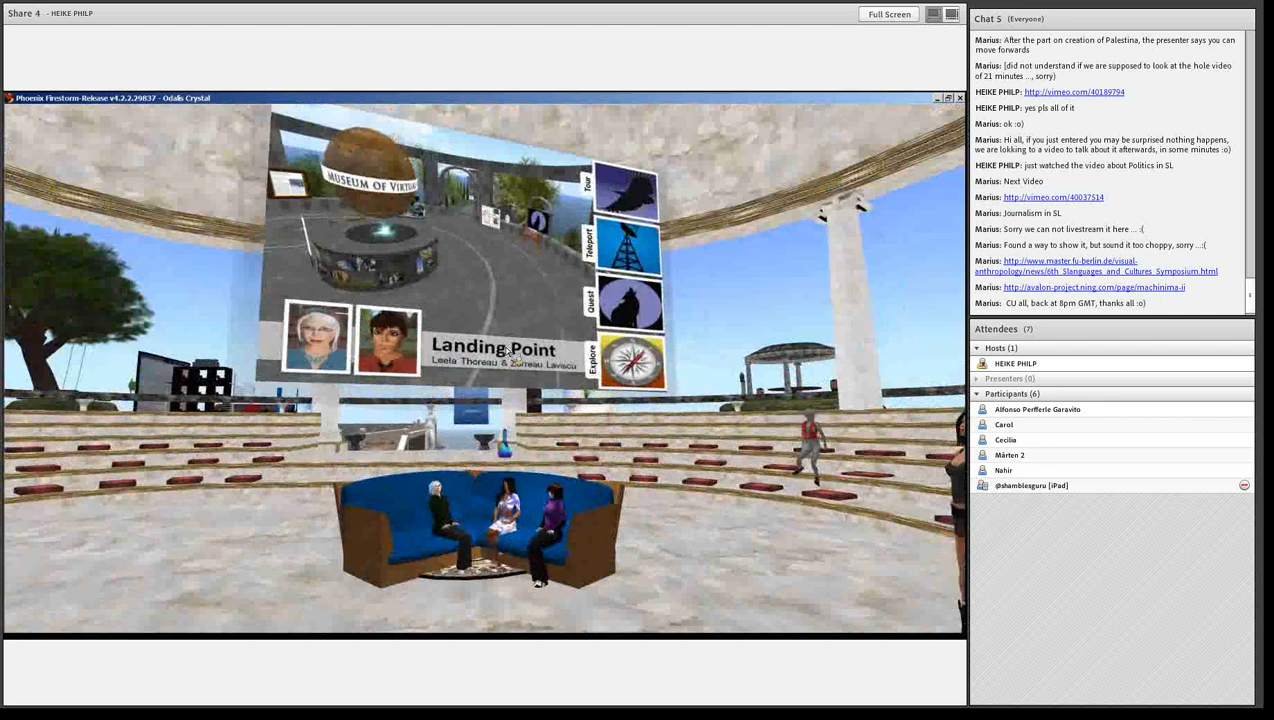 Share 4 - HEIKE PHILP
Full Screen
Phoenix Firestorm-Release v4.2.2.29837 - Odalis Crystal
MUSEUM OF VIRTUAL
Tour
Teleport
Quest
Explore
Landing Point
Leela Thoreau & Laviscu
Chat 5 (Everyone)
Marius: After the part on creation of Palestina, the presenter says you can
move forwards
Marius: [did not understand if we are supposed to look at the hole video
of 21 minutes ..., sorry)
HEIKE PHILP: http://vimeo.com/40189794
HEIKE PHILP: yes pls all of it
Marius: ok :o)
Marius: Hi all, if you just entered you may be surprised nothing happens,
we are lokking to a video to talk about it afterwards, in some minutes :o)
HEIKE PHILP: just watched the video about Politics in SL
Marius: Next Video
Marius: http://vimeo.com/40037514
Marius: Journalism in SL
Marius: Sorry we can not livestream it here ... :(
Marius: Found a way to show it, but sound it too choppy, sorry ...:(
Marius: http://www.master.fu-berlin.de/visual-
anthropology/news/6th_Slanguages_and_Cultures_Symposium.html
Marius: http://avalon-project.ning.com/page/machinima-ii
Marius: CU all, back at 8pm GMT, thanks all :o)
Attendees (7)
Hosts (1)
HEIKE PHILP
Presenters (0)
Participants (6)
Alfonso Perfferle Garavito
Carol
Cecilia
Mårten 2
Nahir
@shamblesguru [iPad]